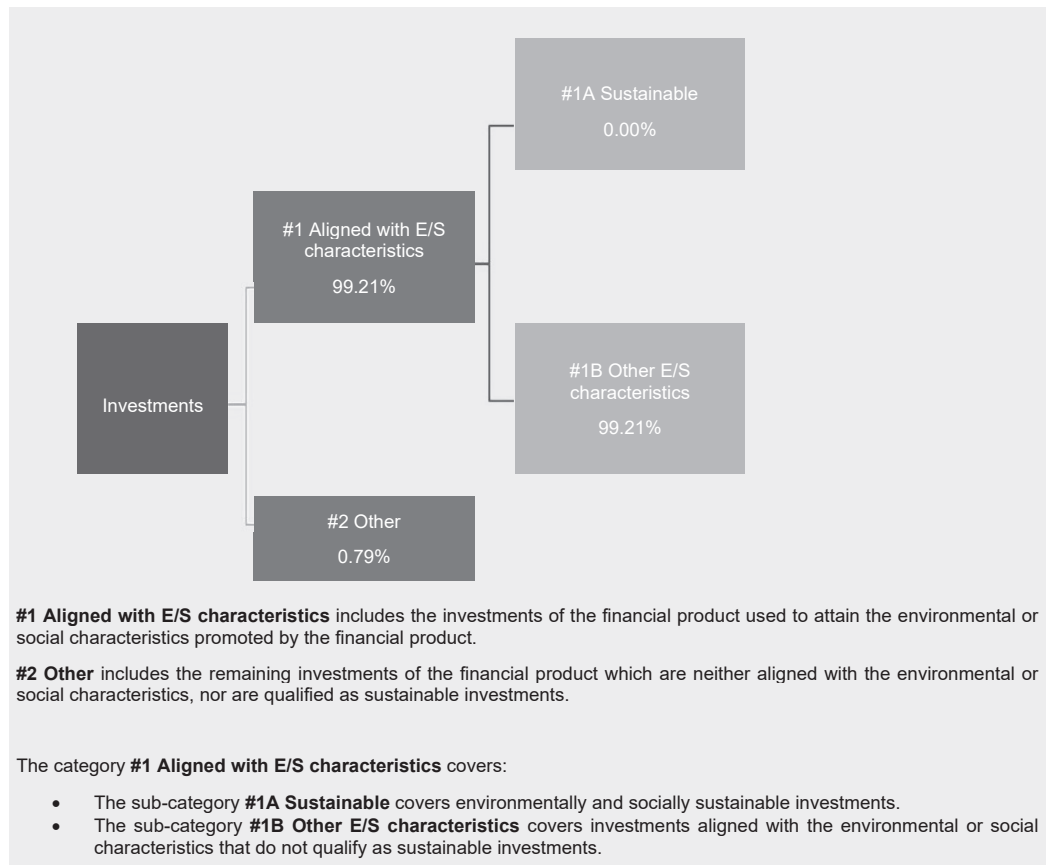 #1A Sustainable
0.00%
#1 Aligned with E/S
characteristics
99.21%
Investments
#1B Other E/S
characteristics
99.21%
#2 Other
0.79%
#1 Aligned with E/S characteristics includes the investments of the financial product used to attain the environmental or
social characteristics promoted by the financial product.
#2 Other includes the remaining investments of the financial product which are neither aligned with the environmental or
social characteristics, nor are qualified as sustainable investments.
The category #1 Aligned with E/S characteristics covers:
• The sub-category #1A Sustainable covers environmentally and socially sustainable investments.
• The sub-category #1B Other E/S characteristics covers investments aligned with the environmental or social
characteristics that do not qualify as sustainable investments.